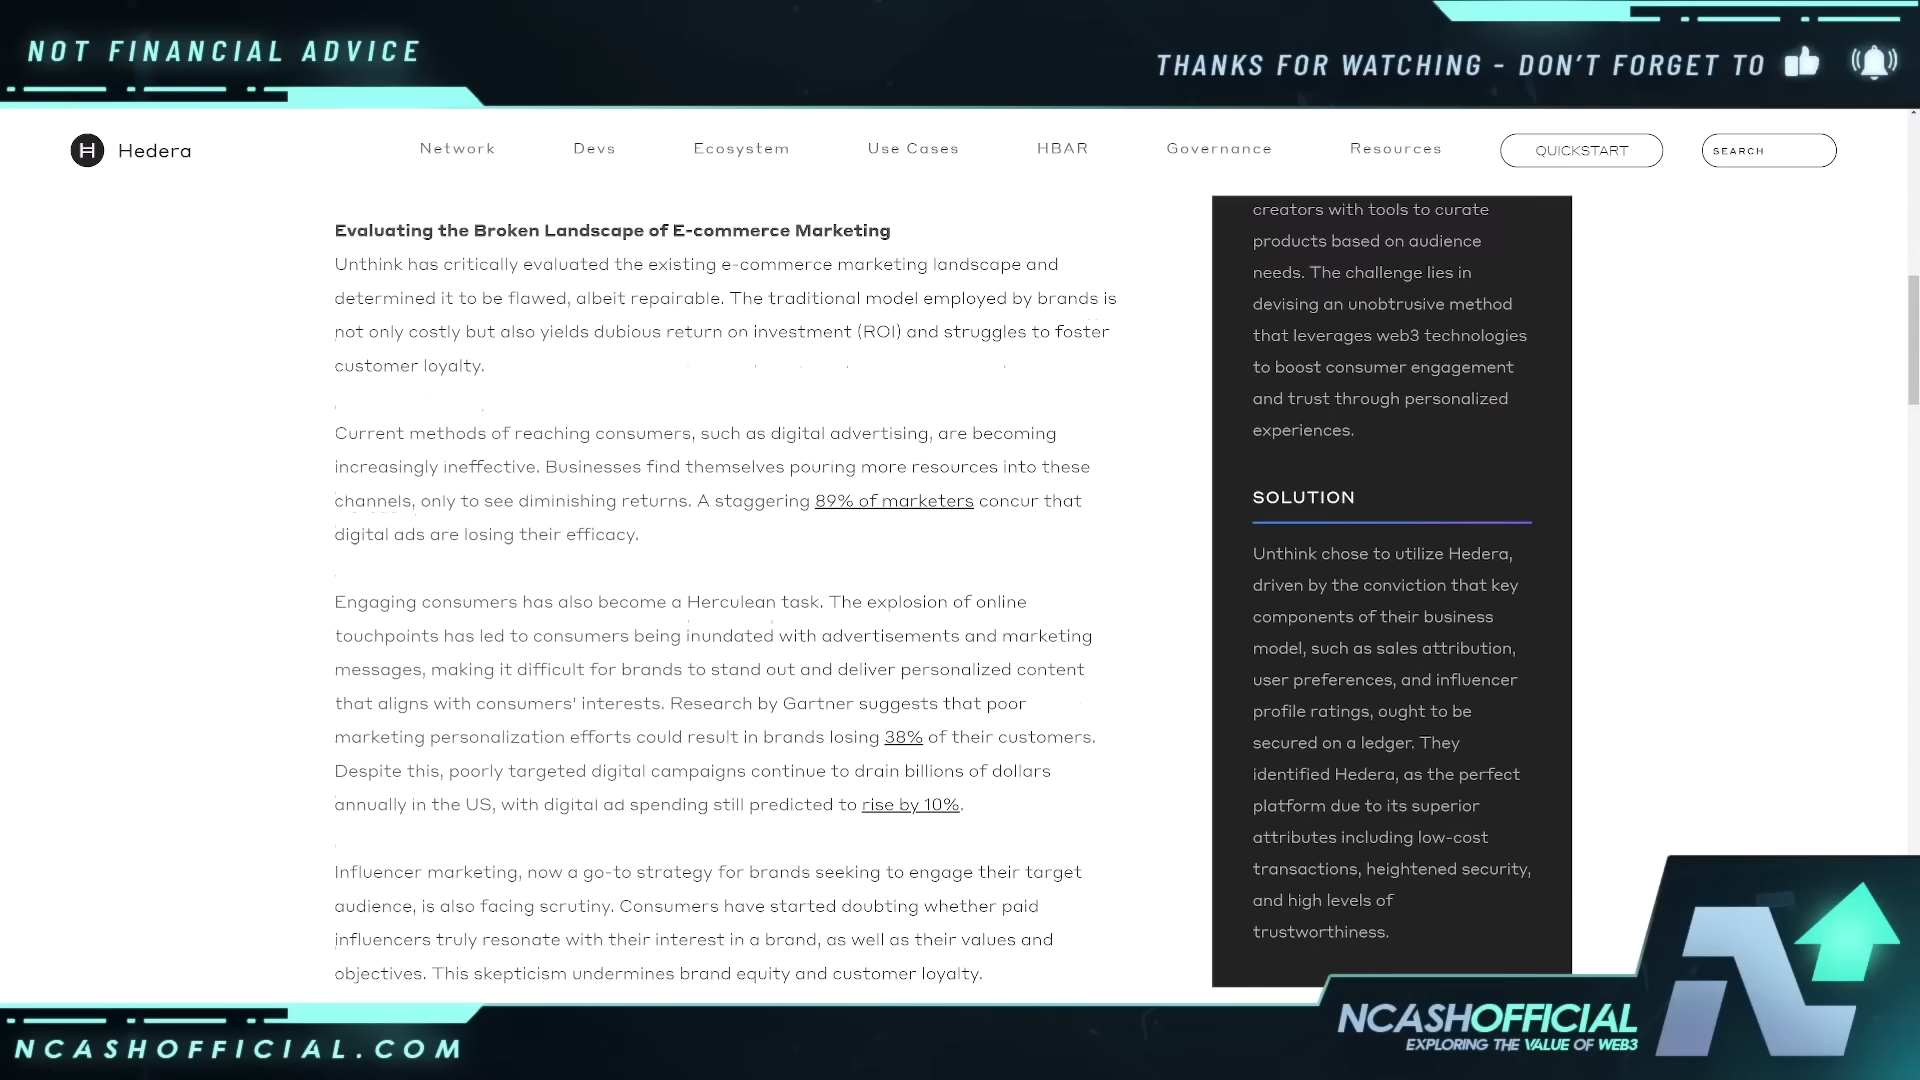 NOT FINANCIAL ADVICE
THANKS FOR WATCHING - DON'T FORGET TO
H Hedera
Network
Devs
Ecosystem
Use Cases
HBAR
Governance
Resources
QUICKSTART
SEARCH
Evaluating the Broken Landscape of E-commerce Marketing
Unthink has critically evaluated the existing e-commerce marketing landscape and
determined it to be flawed, albeit repairable. The traditional model employed by brands is
not only costly but also yields dubious return on investment (ROI) and struggles to foster
customer loyalty.
Current methods of reaching consumers, such as digital advertising, are becoming
increasingly ineffective. Businesses find themselves pouring more resources into these
channels, only to see diminishing returns. A staggering 89% of marketers concur that
digital ads are losing their efficacy.
Engaging consumers has also become a Herculean task. The explosion of online
touchpoints has led to consumers being inundated with advertisements and marketing
messages, making it difficult for brands to stand out and deliver personalized content
that aligns with consumers' interests. Research by Gartner suggests that poor
marketing personalization efforts could result in brands losing 38% of their customers.
Despite this, poorly targeted digital campaigns continue to drain billions of dollars
annually in the US, with digital ad spending still predicted to rise by 10%.
Influencer marketing, now a go-to strategy for brands seeking to engage their target
audience, is also facing scrutiny. Consumers have started doubting whether paid
influencers truly resonate with their interest in a brand, as well as their values and
objectives. This skepticism undermines brand equity and customer loyalty.
creators with tools to curate
products based on audience
needs. The challenge lies in
devising an unobtrusive method
that leverages web3 technologies
to boost consumer engagement
and trust through personalized
experiences.
SOLUTION
Unthink chose to utilize Hedera,
driven by the conviction that key
components of their business
model, such as sales attribution,
user preferences, and influencer
profile ratings, ought to be
secured on a ledger. They
identified Hedera, as the perfect
platform due to its superior
attributes including low-cost
transactions, heightened security,
and high levels of
trustworthiness.
NCASHOFFICIAL.COM
NCASHOFFICIAL
EXPLORING THE VALUE OF WEB3